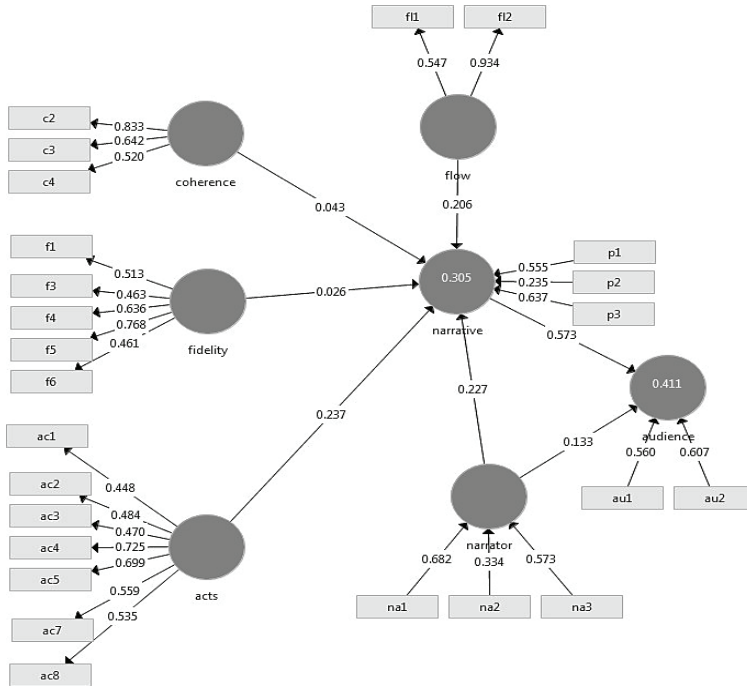 fl1
fl2
0.547
0.934
flow
0.206
c2
c3
c4
0.833
0.642
0.520
coherence
0.043
f1
f3
f4
f5
f6
0.513
0.463
0.636
0.768
0.461
fidelity
0.026
0.305
narrative
p1
p2
p3
0.555
0.235
0.637
0.573
0.411
audience
0.560
0.607
au1
au2
0.237
0.227
0.133
ac1
ac2
ac3
ac4
ac5
ac7
ac8
0.448
0.484
0.470
0.725
0.699
0.559
0.535
acts
narrator
0.682
0.334
0.573
na1
na2
na3